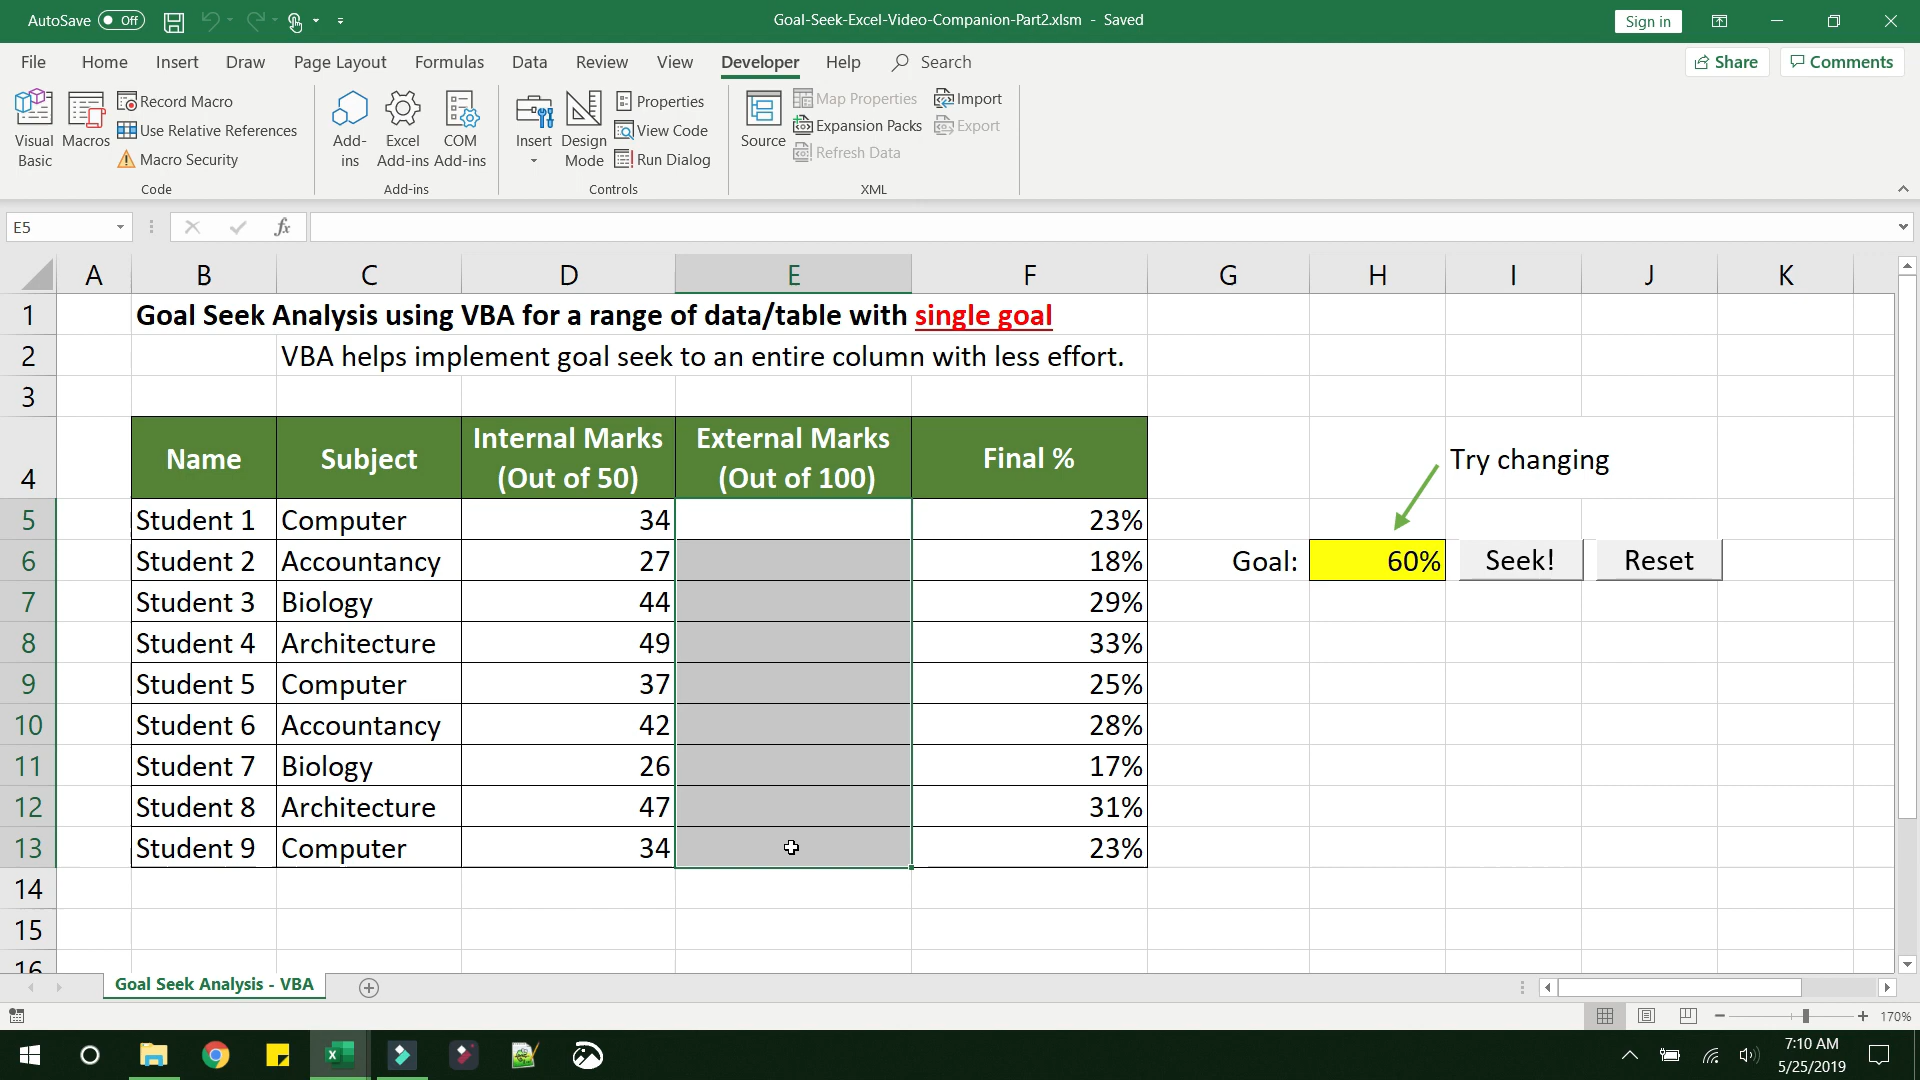 AutoSave Off Goal-Seek-Excel-Video-Companion-Part2.xlsm - Saved Sign in
File Home Insert Draw Page Layout Formulas Data Review View Developer Help Search Share Comments
Visual Basic
Macros
Record Macro
Use Relative References
Macro Security
Code
Add-ins
Excel Add-ins
COM Add-ins
Add-ins
Insert
Design Mode
Properties
View Code
Run Dialog
Controls
Source
Map Properties
Expansion Packs
Refresh Data
Import
Export
XML
E5 fx
A B C D E F G H I J K
1 Goal Seek Analysis using VBA for a range of data/table with single goal
2 VBA helps implement goal seek to an entire column with less effort.
3
4 Name Subject Internal Marks (Out of 50) External Marks (Out of 100) Final % Try changing
5 Student 1 Computer 34 23%
6 Student 2 Accountancy 27 18% Goal: 60% Seek! Reset
7 Student 3 Biology 44 29%
8 Student 4 Architecture 49 33%
9 Student 5 Computer 37 25%
10 Student 6 Accountancy 42 28%
11 Student 7 Biology 26 17%
12 Student 8 Architecture 47 31%
13 Student 9 Computer 34 23%
14
15
16
Goal Seek Analysis - VBA
170%
7:10 AM
5/25/2019